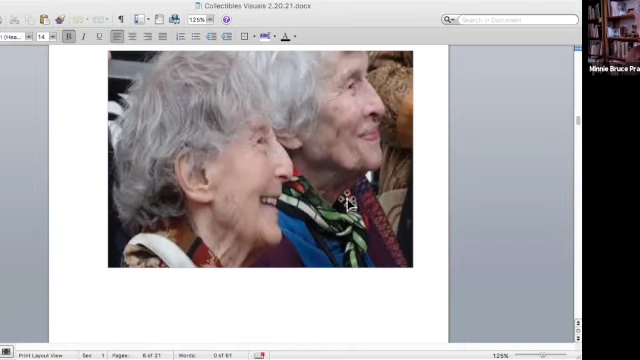 Collectibles Visuals 2.20.21.docx
125%
Search in Document
14
B I U
A
Minnie Bruce Pra
Print Layout View Sec 1 Pages: 6 of 21 Words: 0 of 61 125%